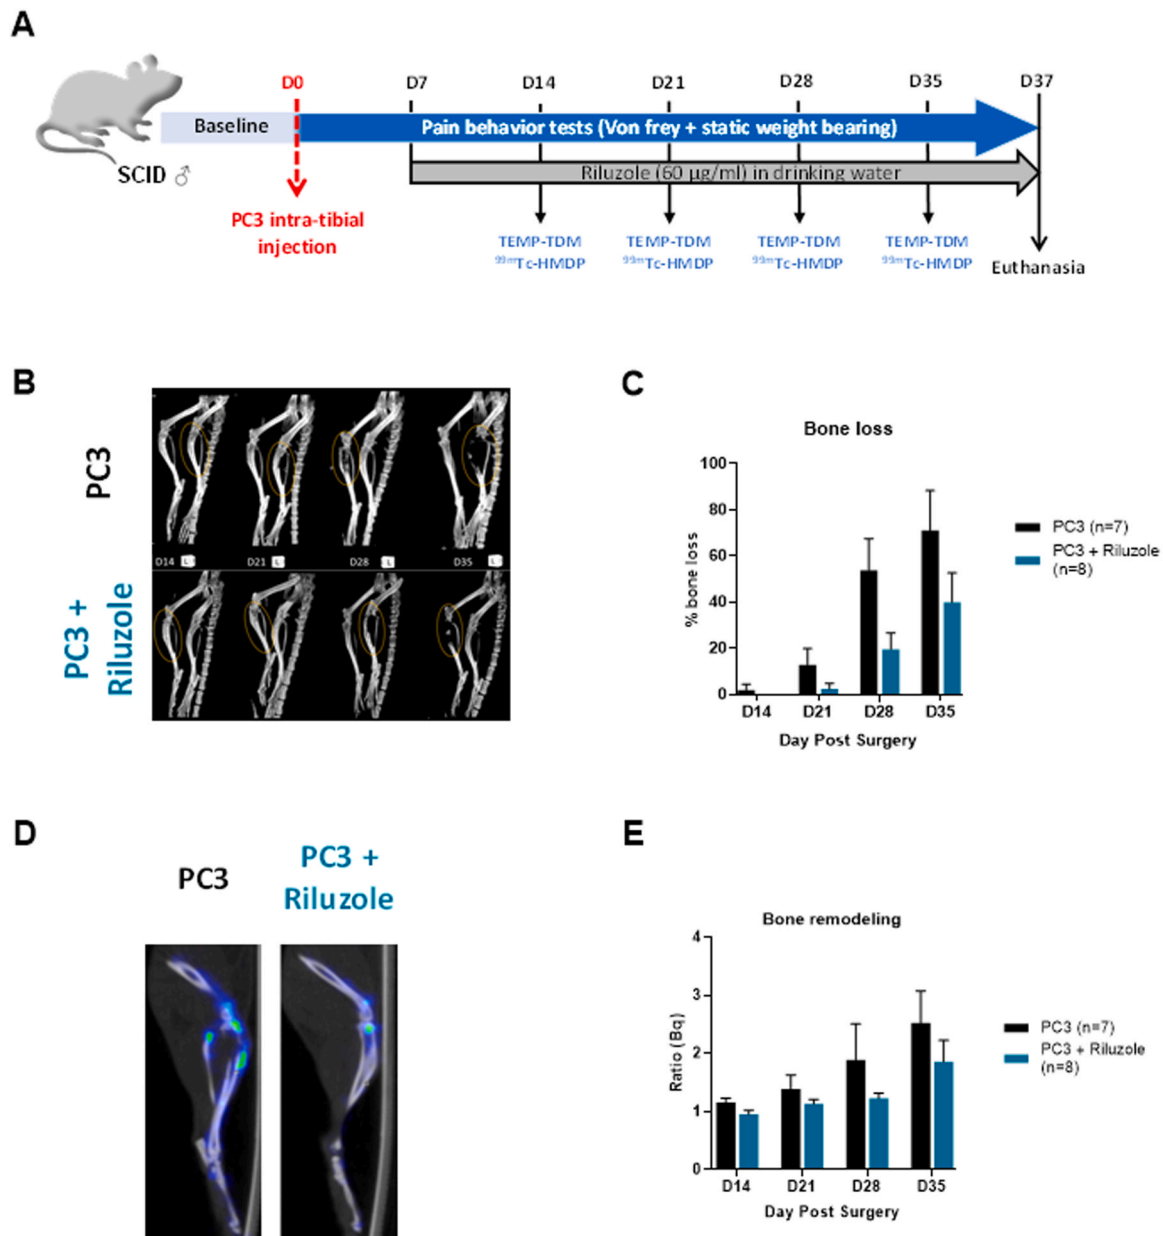 A
D0
D7
D14
D21
D28
D35
D37
Baseline
Pain behavior tests (Von frey + static weight bearing)
SCID ♂
Riluzole (60 µg/ml) in drinking water
PC3 intra-tibial
injection
TEMP-TDM
99mTc-HMDP
TEMP-TDM
99mTc-HMDP
TEMP-TDM
99mTc-HMDP
TEMP-TDM
99mTc-HMDP
Euthanasia
B
PC3
D14 L
D21 L
D28 L
D35 L
PC3 +
Riluzole
C
Bone loss
% bone loss
100
80
60
40
20
0
D14
D21
D28
D35
Day Post Surgery
PC3 (n=7)
PC3 + Riluzole
(n=8)
D
PC3
PC3 +
Riluzole
E
Bone remodeling
Ratio (Bq)
4
3
2
1
0
D14
D21
D28
D35
Day Post Surgery
PC3 (n=7)
PC3 + Riluzole
(n=8)